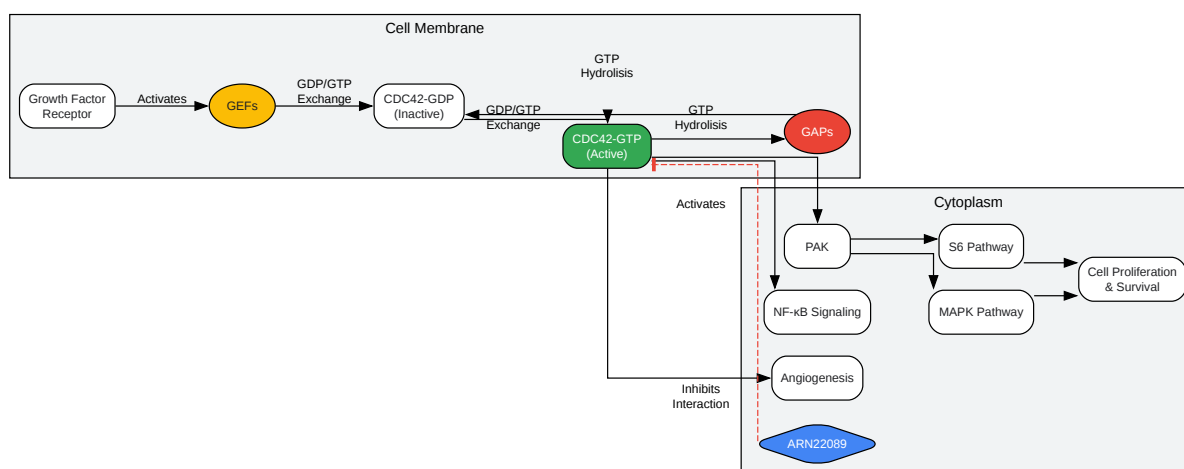 Cell Membrane
GTP
Hydrolisis
Growth Factor
Receptor
Activates
GEFs
GDP/GTP
Exchange
CDC42-GDP
(Inactive)
GDP/GTP
Exchange
CDC42-GTP
(Active)
GTP
Hydrolisis
GAPs
Activates
Cytoplasm
PAK
S6 Pathway
Cell Proliferation
& Survival
NF-κB Signaling
MAPK Pathway
Angiogenesis
Inhibits
Interaction
ARN22089